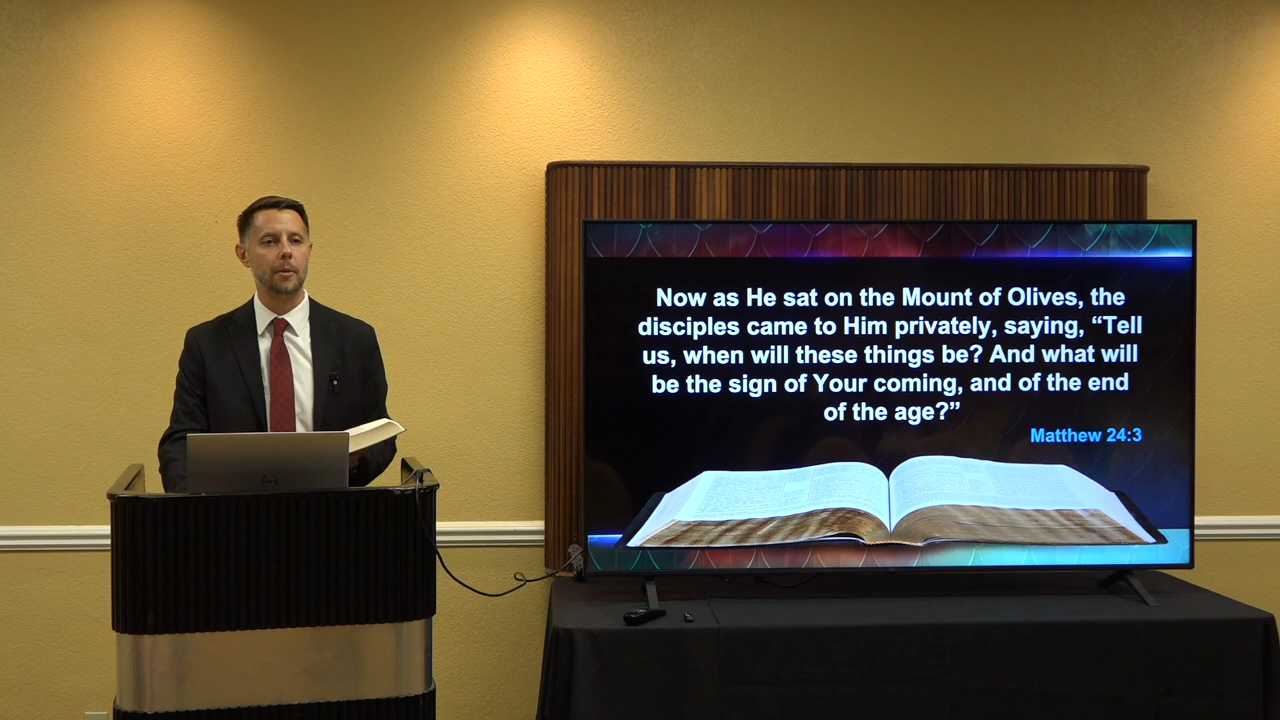 Now as He sat on the Mount of Olives, the
disciples came to Him privately, saying, “Tell
us, when will these things be? And what will
be the sign of Your coming, and of the end
of the age?”
Matthew 24:3